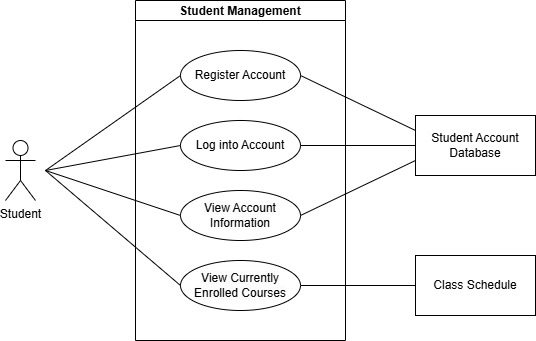 Student Management
Register Account
Log into Account
Student Account
Database
Student
View Account
Information
View Currently
Enrolled Courses
Class Schedule